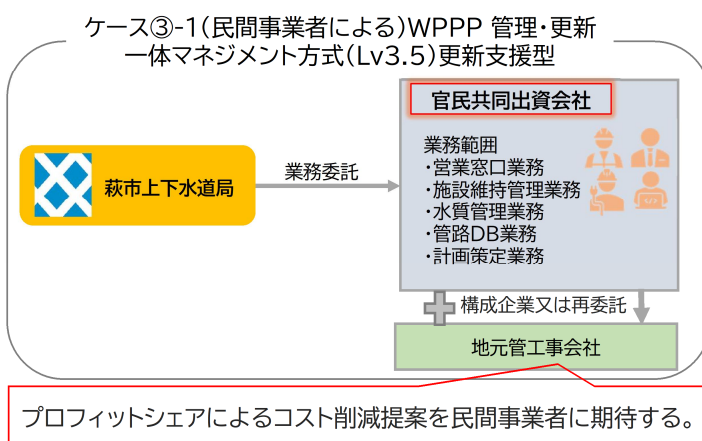 ケース③-1(民間事業者による)WPPP 管理・更新
一体マネジメント方式(Lv3.5)更新支援型
官民共同出資会社
業務範囲
・営業窓口業務
・施設維持管理業務
・水質管理業務
・管路DB業務
・計画策定業務
萩市上下水道局
業務委託
構成企業又は再委託
地元管工事会社
プロフィットシェアによるコスト削減提案を民間事業者に期待する。